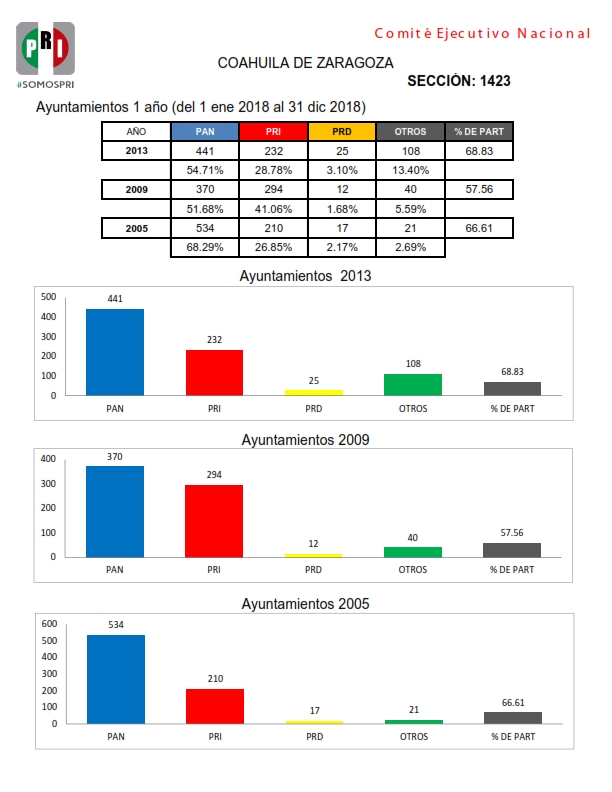 Comité Ejecutivo Nacional
PRI
#SOMOSPRI
COAHUILA DE ZARAGOZA
SECCIÓN: 1423
Ayuntamientos 1 año (del 1 ene 2018 al 31 dic 2018)
AÑO PAN PRI PRD OTROS % DE PART
2013 441 232 25 108 68.83
54.71% 28.78% 3.10% 13.40%
2009 370 294 12 40 57.56
51.68% 41.06% 1.68% 5.59%
2005 534 210 17 21 66.61
68.29% 26.85% 2.17% 2.69%
Ayuntamientos 2013
500
400
300
200
100
0
441 232 25 108 68.83
PAN PRI PRD OTROS % DE PART
Ayuntamientos 2009
400
300
200
100
0
370 294 12 40 57.56
PAN PRI PRD OTROS % DE PART
Ayuntamientos 2005
600
500
400
300
200
100
0
534 210 17 21 66.61
PAN PRI PRD OTROS % DE PART